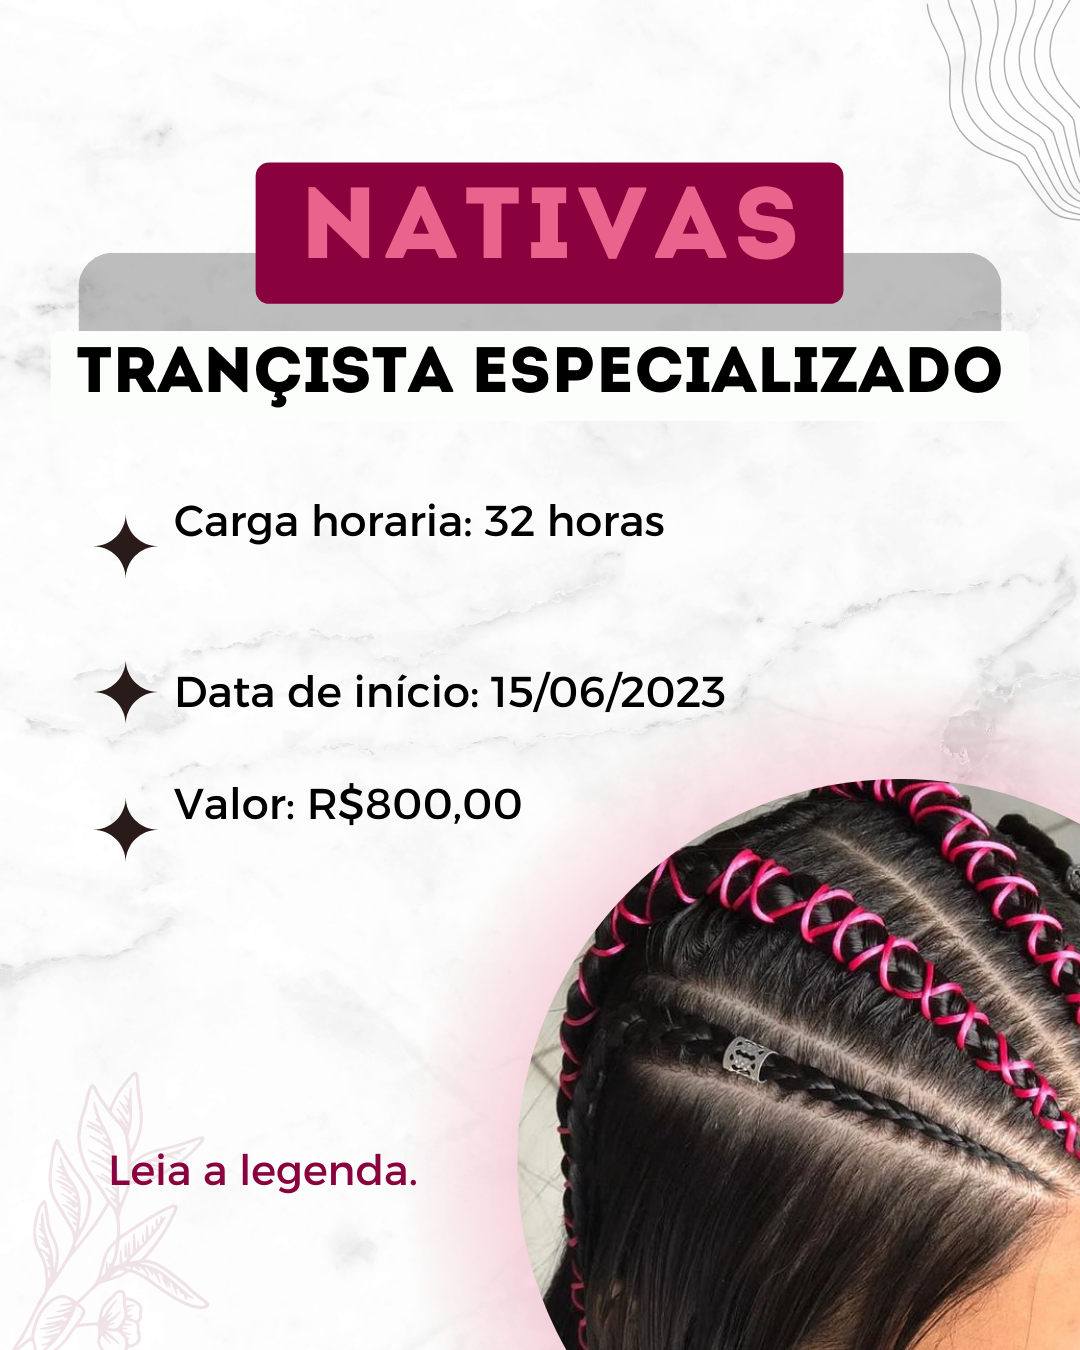 NATIVAS
TRANÇISTA ESPECIALIZADO
Carga horaria: 32 horas
Data de início: 15/06/2023
Valor: R$800,00
Leia a legenda.